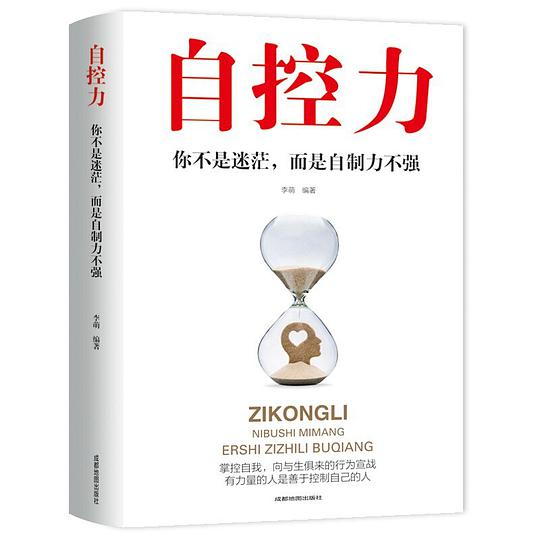 自控力
你不是迷茫，而是自制力不强
李萌 编著
自控力
你不是迷茫，而是自制力不强
李萌 编著
ZIKONGLI
NIBUSHI MIMANG
ERSHI ZIZHILI BUQIANG
掌控自我，向与生俱来的行为宣战
有力量的人是善于控制自己的人
成都地图出版社
成都地图出版社